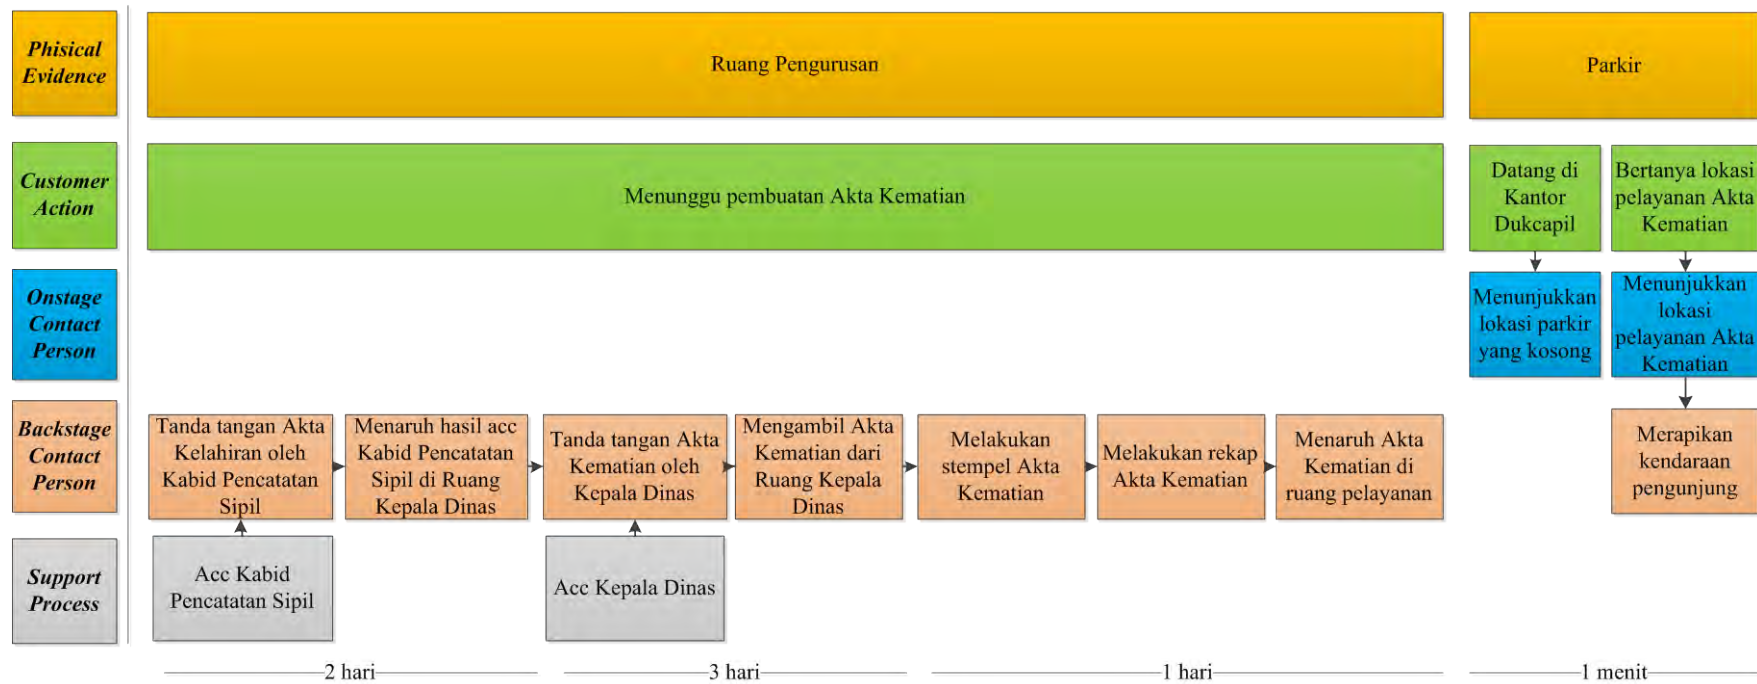 Phisical
Evidence
Ruang Pengurusan
Parkir
Customer
Action
Menunggu pembuatan Akta Kematian
Datang di
Kantor
Dukcapil
Bertanya lokasi
pelayanan Akta
Kematian
Onstage
Contact
Person
Menunjukkan
lokasi parkir
yang kosong
Menunjukkan
lokasi
pelayanan Akta
Kematian
Backstage
Contact
Person
Tanda tangan Akta
Kelahiran oleh
Kabid Pencatatan
Sipil
Menaruh hasil acc
Kabid Pencatatan
Sipil di Ruang
Kepala Dinas
Tanda tangan Akta
Kematian oleh
Kepala Dinas
Mengambil Akta
Kematian dari
Ruang Kepala
Dinas
Melakukan
stempel Akta
Kematian
Melakukan rekap
Akta Kematian
Menaruh Akta
Kematian di
ruang pelayanan
Merapikan
kendaraan
pengunjung
Support
Process
Acc Kabid
Pencatatan Sipil
Acc Kepala Dinas
2 hari
3 hari
1 hari
1 menit